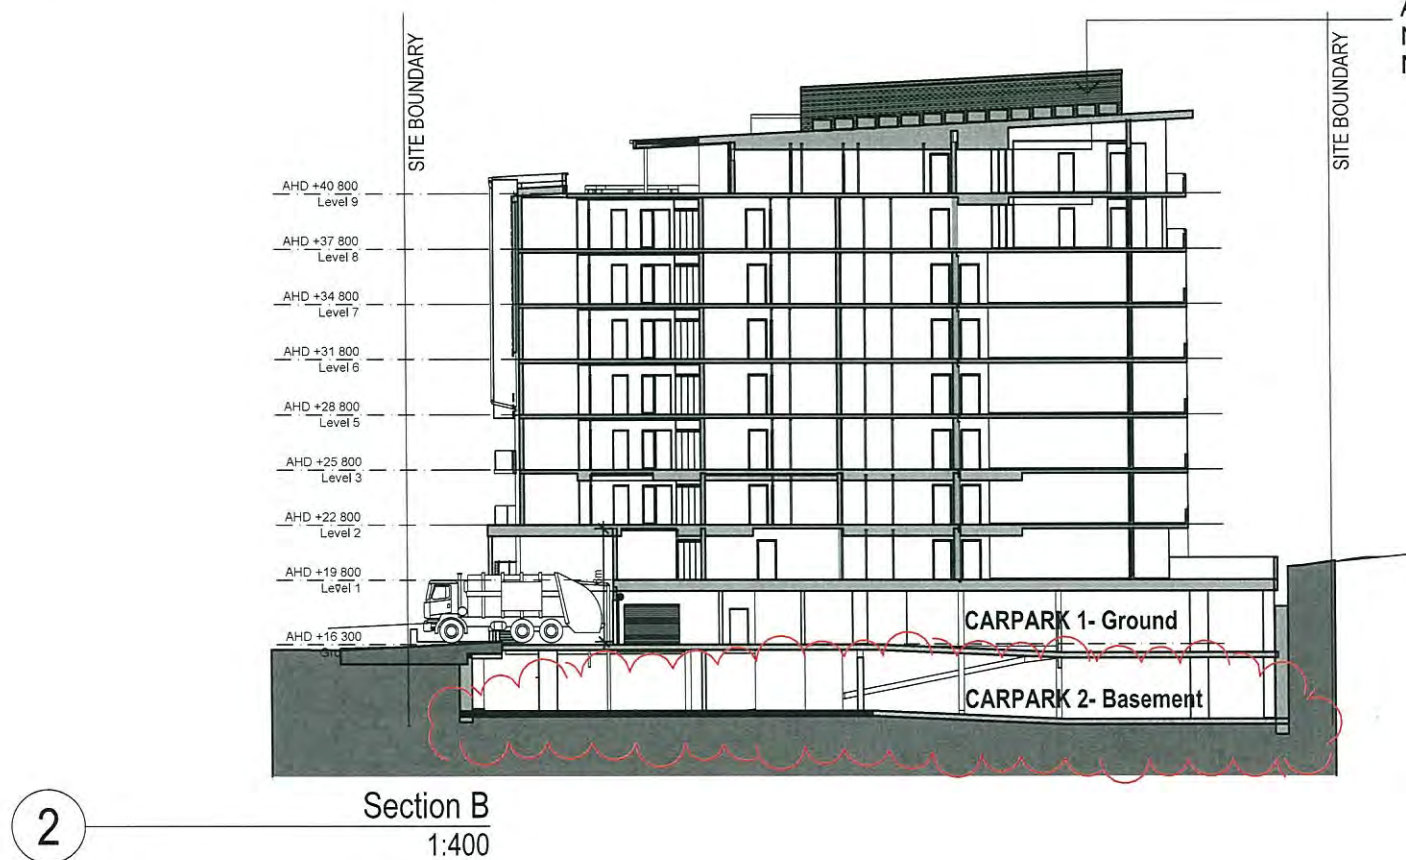 SITE BOUNDARY
SITE BOUNDARY
AHD +40 800
Level 9
AHD +37 800
Level 8
AHD +34 800
Level 7
AHD +31 800
Level 6
AHD +28 800
Level 5
AHD +25 800
Level 3
AHD +22 800
Level 2
AHD +19 800
Level 1
AHD +16 300
CARPARK 1- Ground
CARPARK 2- Basement
2
Section B
1:400